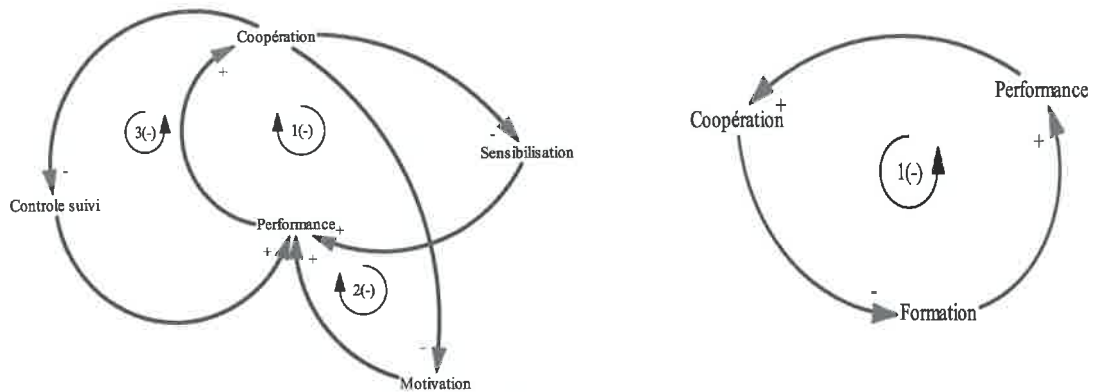 Coopération
+
3(-)
1(-)
-
Sensibilisation
-
Controle suivi
Performance
+
+
+
2(-)
-
Motivation
Performance
+
Coopération
+
1(-)
-
Formation